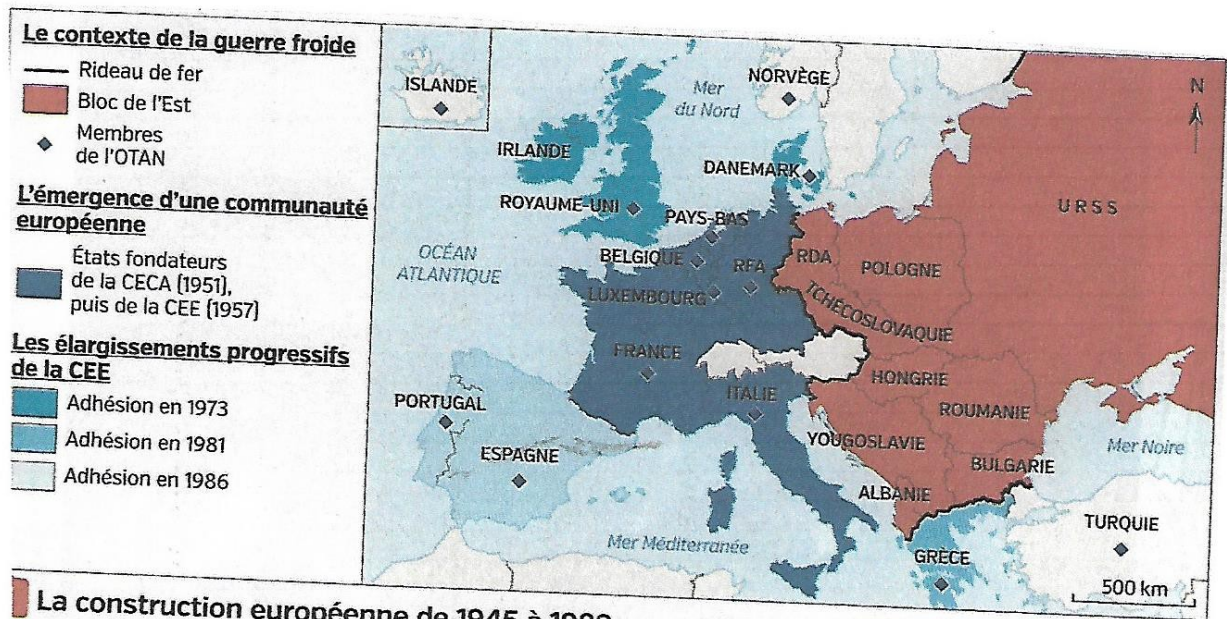 Le contexte de la guerre froide
Rideau de fer
Bloc de l'Est
Membres
de l'OTAN
L'émergence d'une communauté
européenne
États fondateurs
de la CECA (1951),
puis de la CEE (1957)
Les élargissements progressifs
de la CEE
Adhésion en 1973
Adhésion en 1981
Adhésion en 1986
ISLANDE
NORVÈGE
Mer
du Nord
N
IRLANDE
DANEMARK
ROYAUME-UNI
PAYS-BAS
URSS
OCÉAN
ATLANTIQUE
BELGIQUE
RFA
RDA
POLOGNE
LUXEMBOURG
TCHÉCOSLOVAQUIE
FRANCE
HONGRIE
ITALIE
ROUMANIE
PORTUGAL
YOUGOSLAVIE
Mer Noire
ESPAGNE
BULGARIE
ALBANIE
TURQUIE
Mer Méditerranée
GRÈCE
500 km
La construction européenne de 1945 à